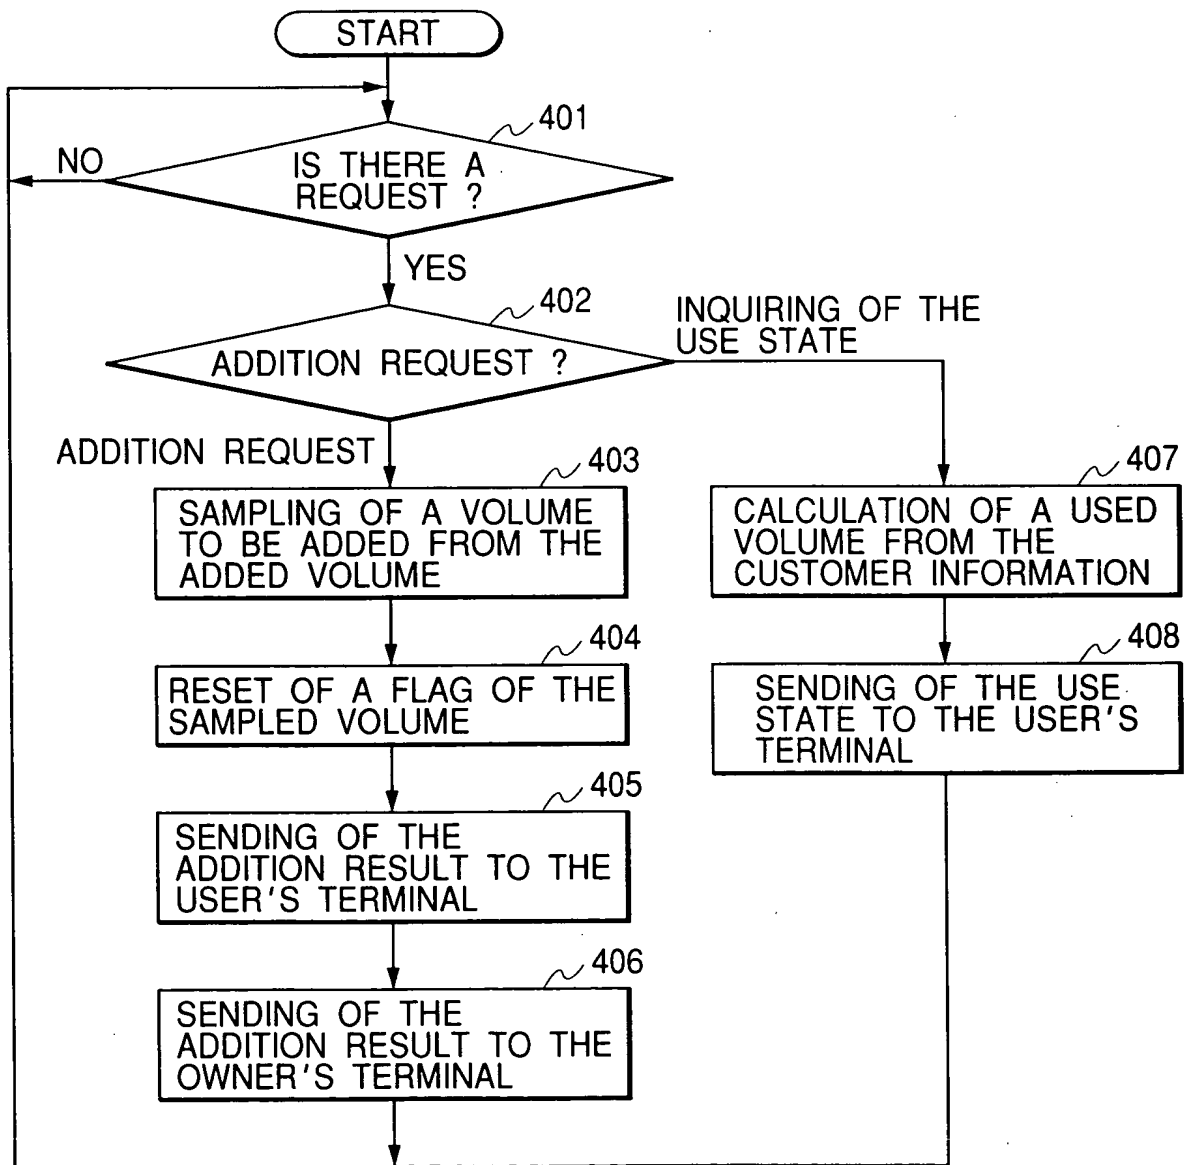 START
401
NO
IS THERE A
REQUEST ?
YES
402
INQUIRING OF THE
USE STATE
ADDITION REQUEST ?
ADDITION REQUEST
403
SAMPLING OF A VOLUME
TO BE ADDED FROM THE
ADDED VOLUME
407
CALCULATION OF A USED
VOLUME FROM THE
CUSTOMER INFORMATION
404
RESET OF A FLAG OF THE
SAMPLED VOLUME
408
SENDING OF THE USE
STATE TO THE USER'S
TERMINAL
405
SENDING OF THE
ADDITION RESULT TO THE
USER'S TERMINAL
406
SENDING OF THE
ADDITION RESULT TO THE
OWNER'S TERMINAL